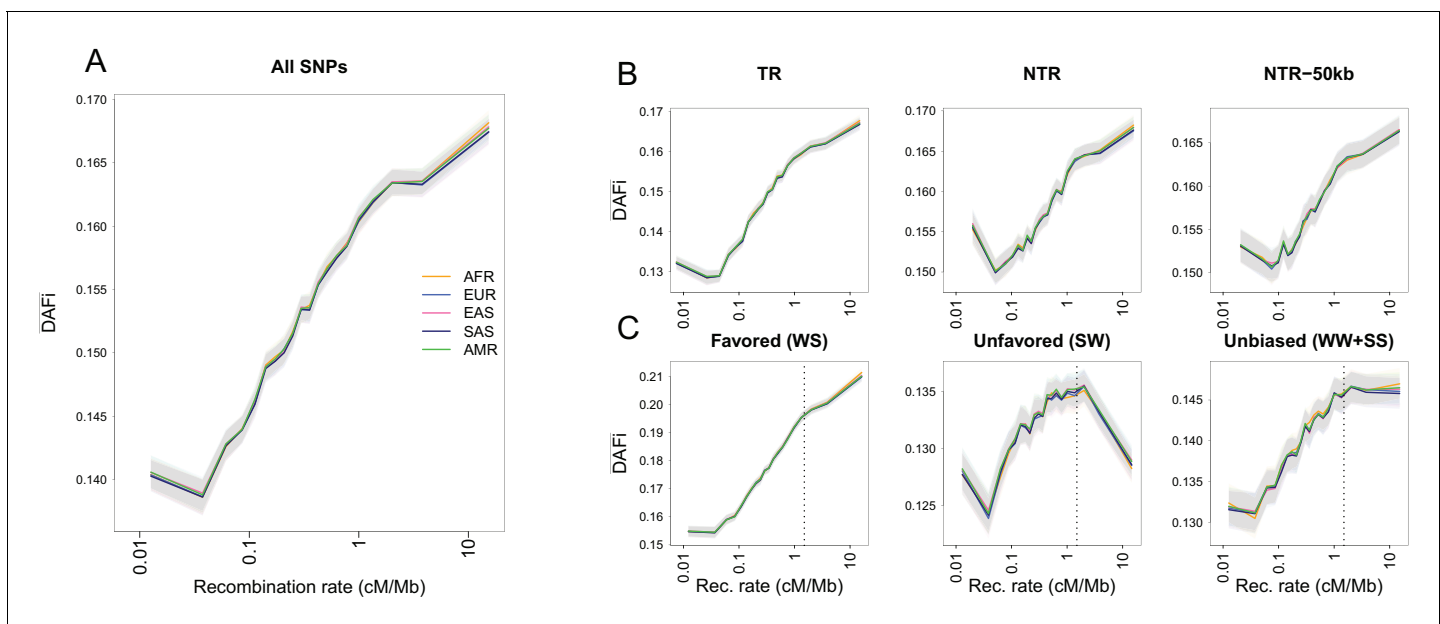 A
All SNPs
0.170
0.165
0.160
0.155
0.150
0.145
0.140
DAFi
0.01
0.1
1
10
Recombination rate (cM/Mb)
AFR
EUR
EAS
SAS
AMR
B
TR
0.17
0.16
0.15
0.14
0.13
DAFi
0.01
0.1
1
10
NTR
0.170
0.165
0.160
0.155
0.150
0.01
0.1
1
10
NTR−50kb
0.165
0.160
0.155
0.150
0.01
0.1
1
10
C
Favored (WS)
0.21
0.20
0.19
0.18
0.17
0.16
0.15
DAFi
0.01
0.1
1
10
Rec. rate (cM/Mb)
Unfavored (SW)
0.135
0.130
0.125
0.01
0.1
1
10
Rec. rate (cM/Mb)
Unbiased (WW+SS)
0.145
0.140
0.135
0.130
0.01
0.1
1
10
Rec. rate (cM/Mb)